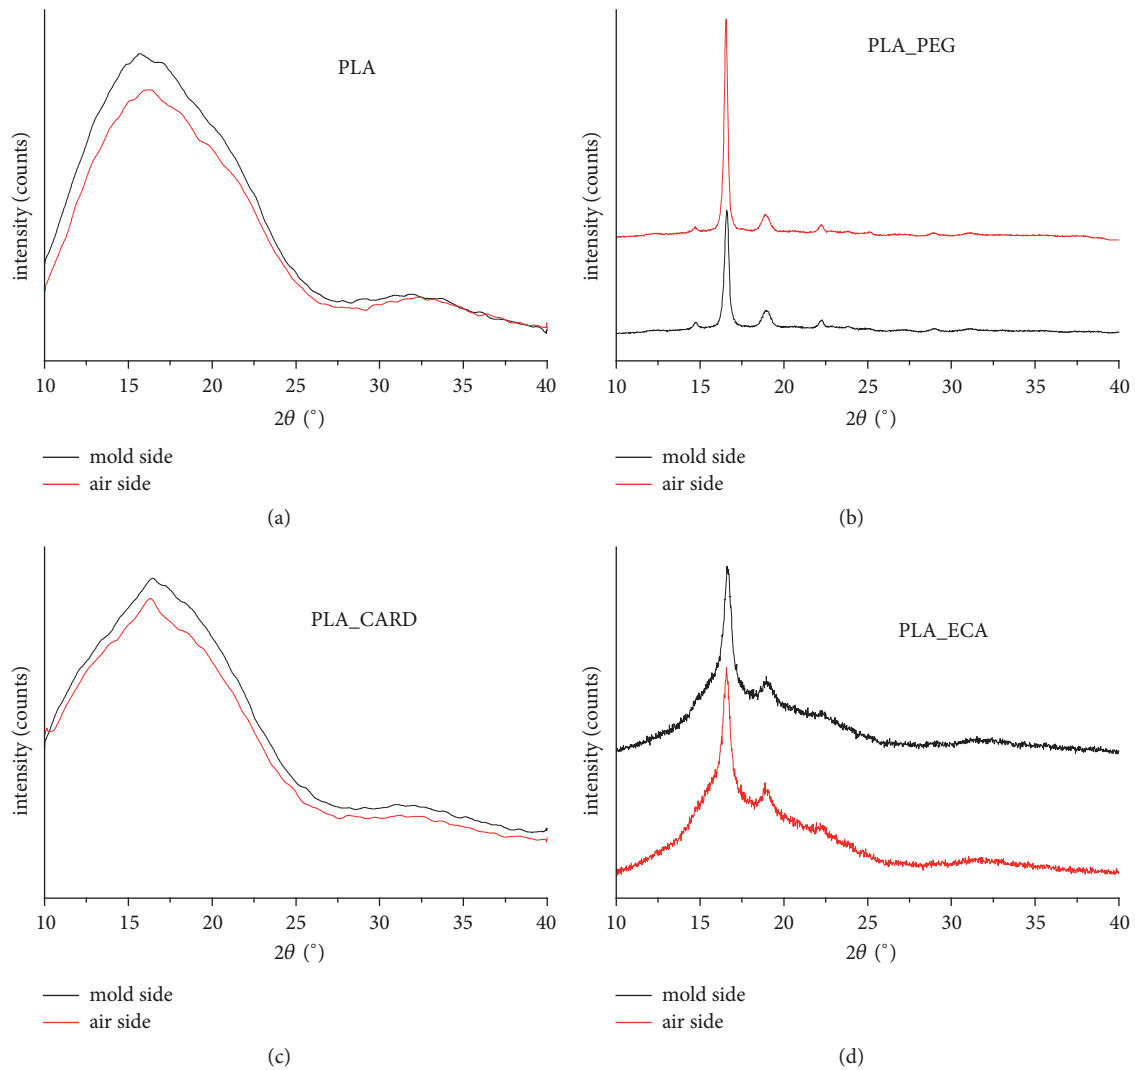 PLA
intensity (counts)
10 15 20 25 30 35 40
2θ (°)
mold side
air side
(a)
PLA_PEG
intensity (counts)
10 15 20 25 30 35 40
2θ (°)
mold side
air side
(b)
PLA_CARD
intensity (counts)
10 15 20 25 30 35 40
2θ (°)
mold side
air side
(c)
PLA_ECA
intensity (counts)
10 15 20 25 30 35 40
2θ (°)
mold side
air side
(d)